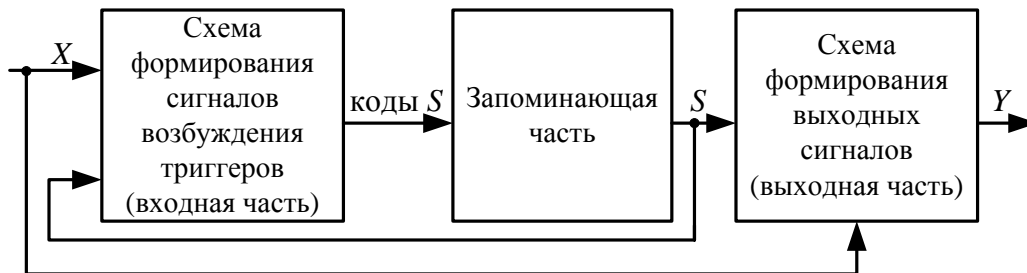 X
Схема
формирования
сигналов
возбуждения
триггеров
(входная часть)
коды S
Запоминающая
часть
S
Схема
формирования
выходных
сигналов
(выходная часть)
Y